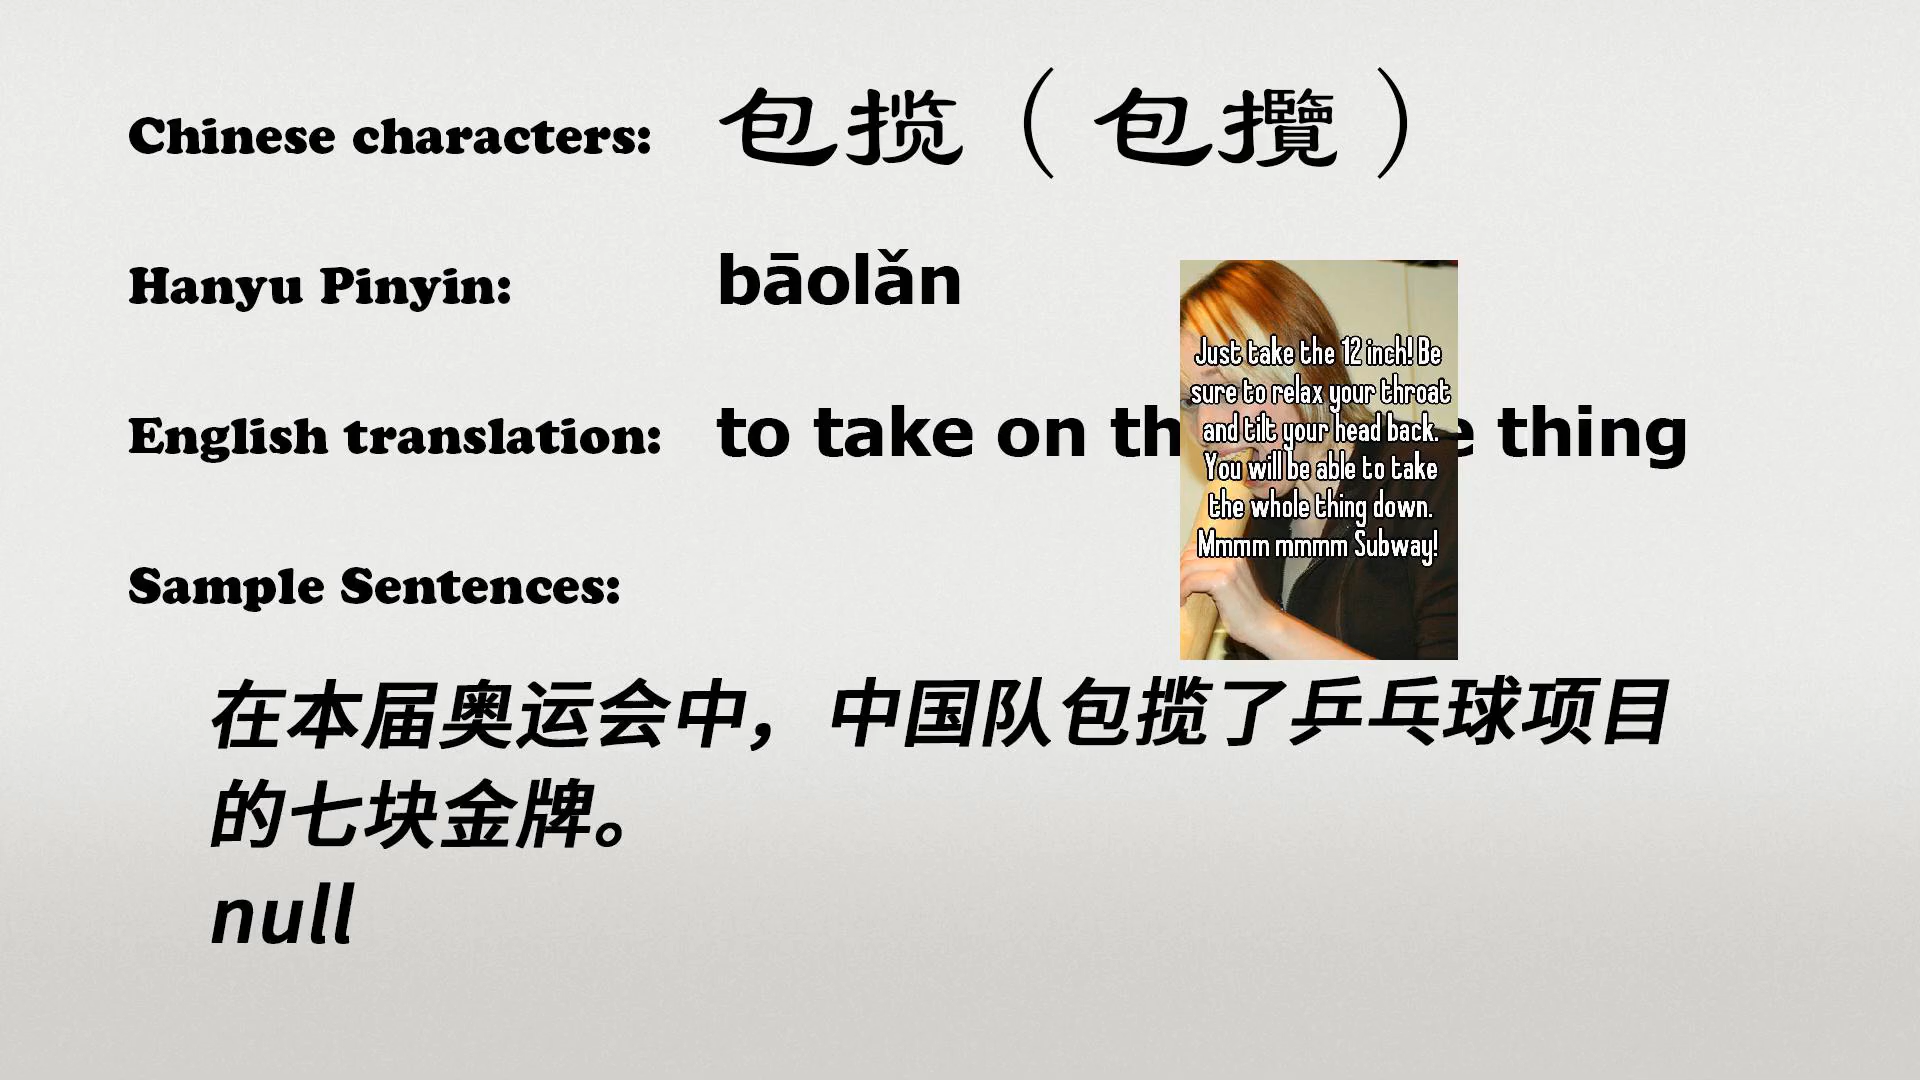 Chinese characters: 包揽（包攬）
Hanyu Pinyin: bāolǎn
English translation: to take on th e thing
Just take the 12 inch! Be
sure to relax your throat
and tilt your head back.
You will be able to take
the whole thing down.
Mmmm mmmm Subway!
Sample Sentences:
在本届奥运会中，中国队包揽了乒乓球项目
的七块金牌。
null